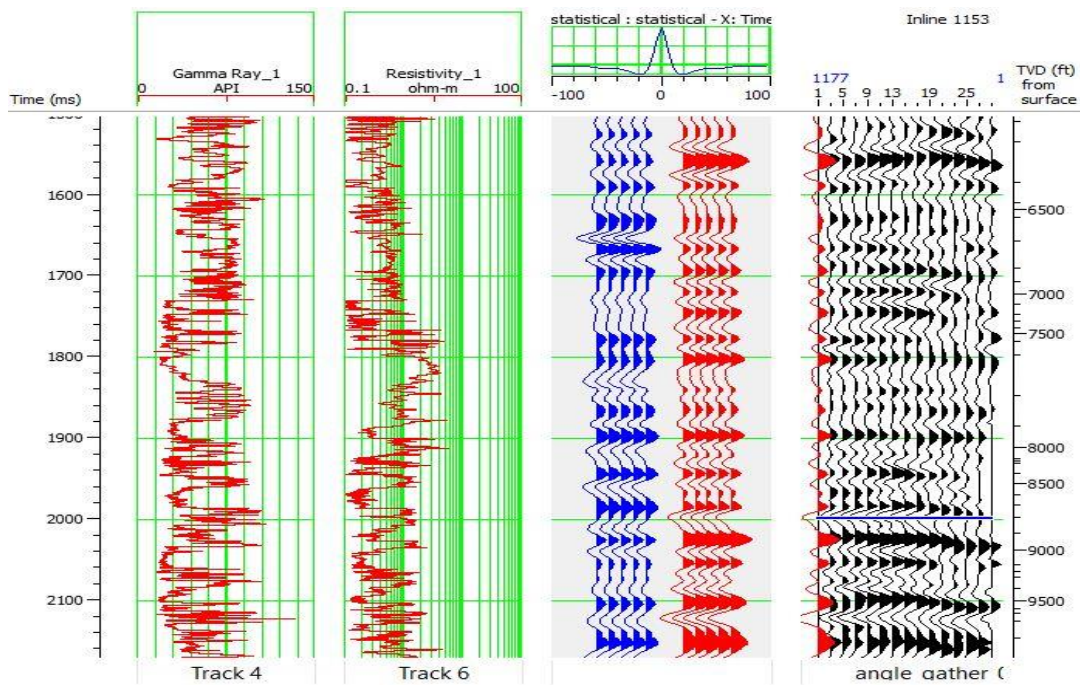 statistical : statistical - X: Time
Inline 1153
Gamma Ray_1
0 API 150
Resistivity_1
0.1 ohm-m 100
-100 0 100
1177 1
1 5 9 13 19 25
TVD (ft)
from
surface
Time (ms)
1600
1700
1800
1900
2000
2100
6500
7000
7500
8000
8500
9000
9500
Track 4
Track 6
angle gather (